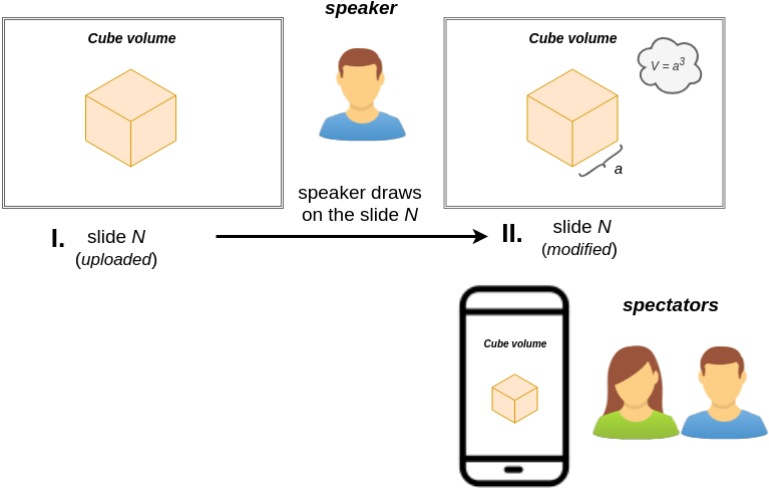 speaker
Cube volume
Cube volume
V = a³
a
speaker draws
on the slide N
I. slide N
(uploaded)
II. slide N
(modified)
spectators
Cube volume